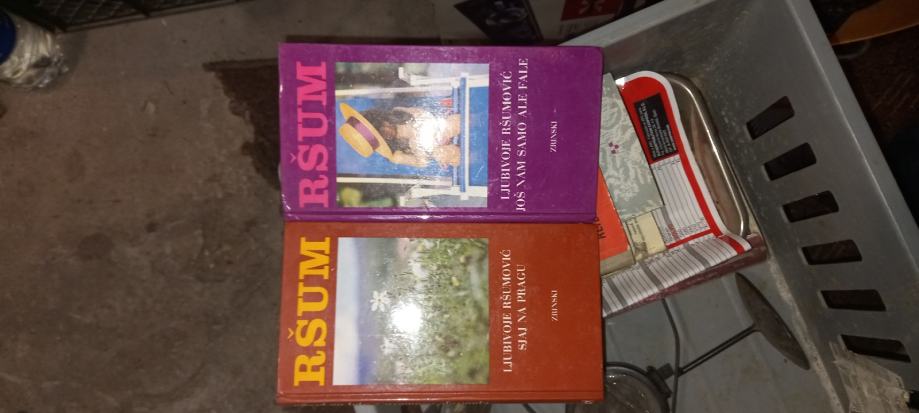 RŠUM
LJUBIVOJE RŠUMOVIĆ
JOŠ NAM SAMO ALE FALE
ZRINSKI
RŠUM
LJUBIVOJE RŠUMOVIĆ
SJAJ NA PRAGU
ZRINSKI